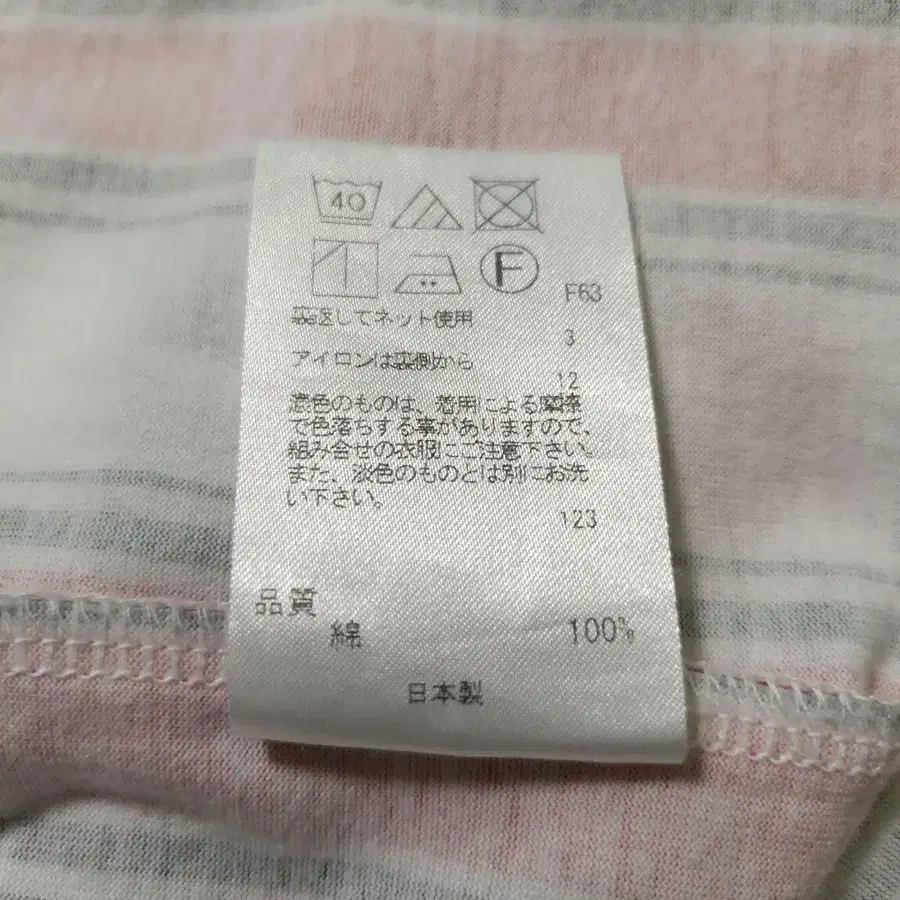 40
F
F63
裏返してネット使用
3
アイロンは裏側から
12
濃色のものは、着用による摩擦
で色落ちする事がありますので、
組み合せの衣服にご注意下さい。
また、淡色のものとは別にお洗
い下さい。
123
品質
綿 100%
日本製